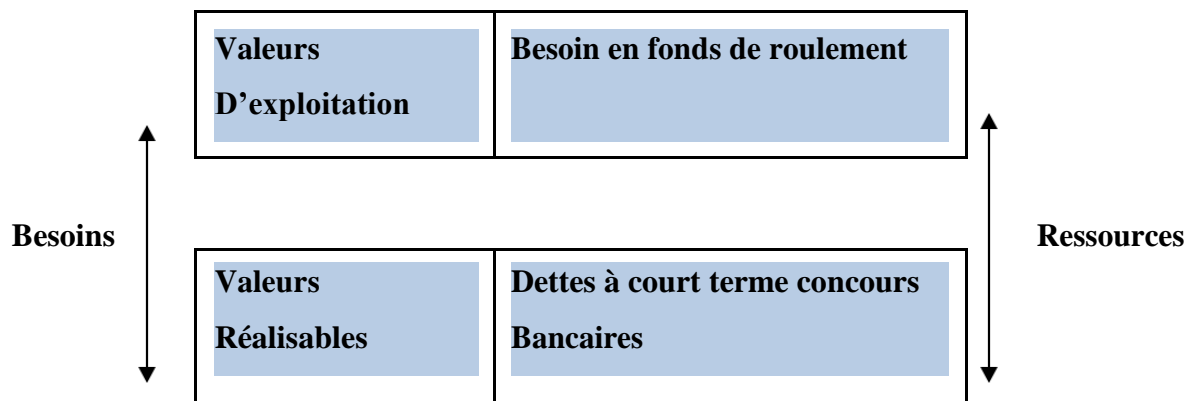 Valeurs
D’exploitation
Besoin en fonds de roulement
Besoins
Ressources
Valeurs
Réalisables
Dettes à court terme concours
Bancaires